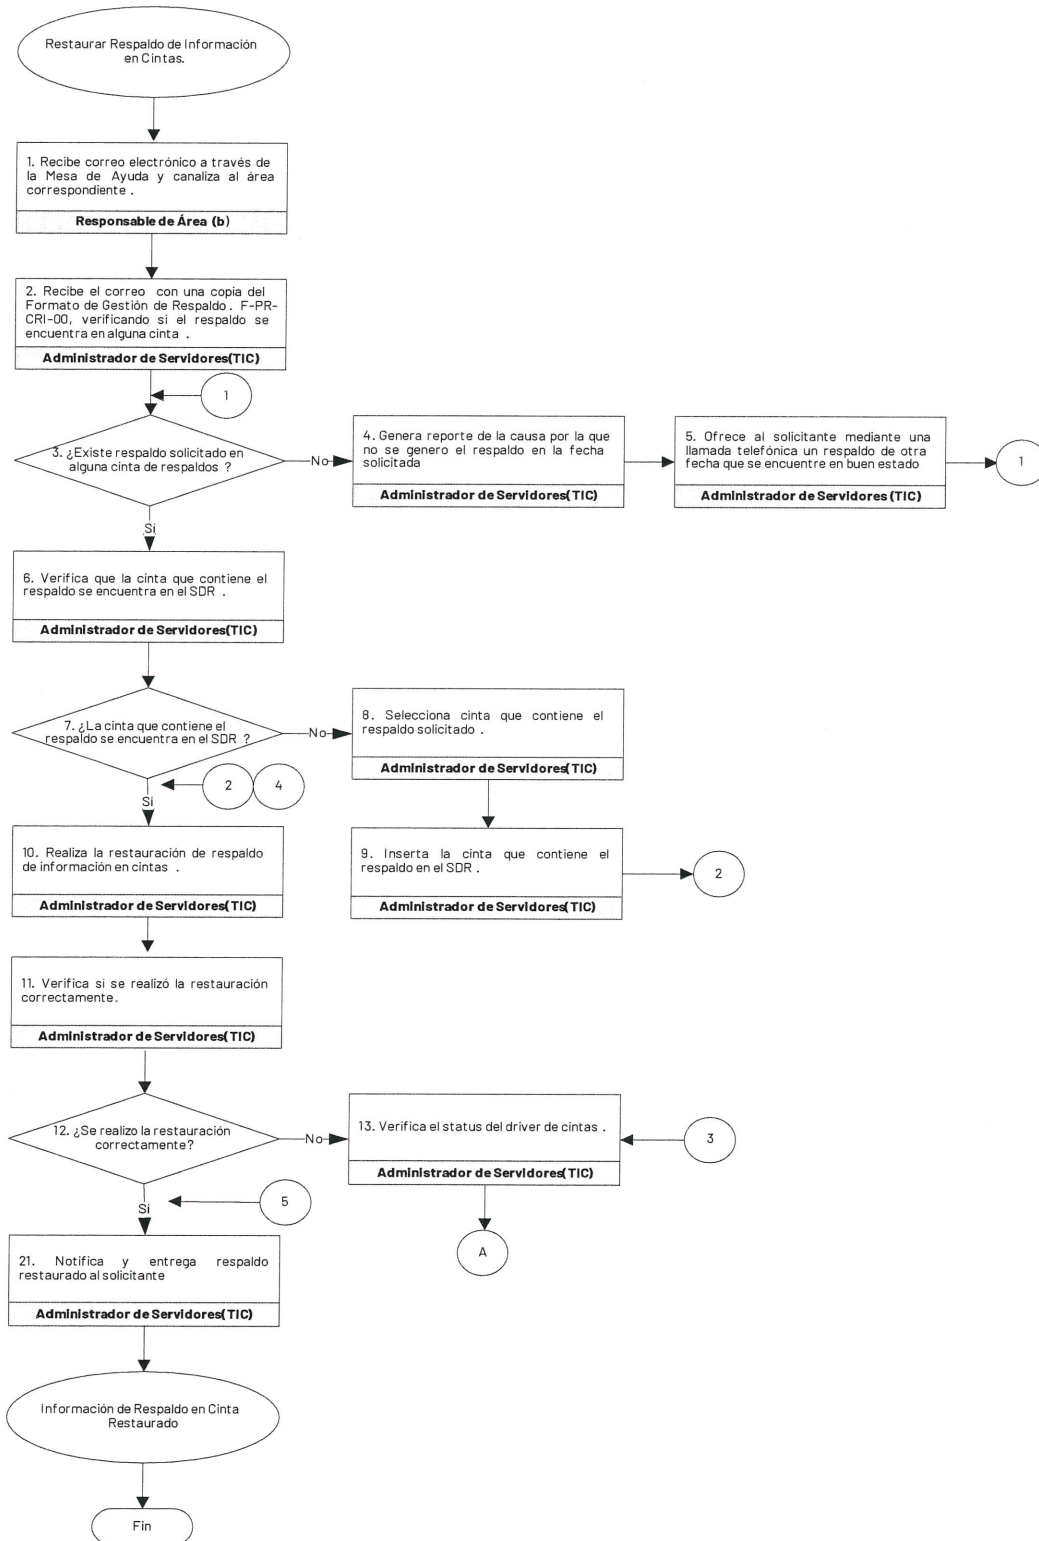 Restaurar Respaldo de Información
en Cintas.
1. Recibe correo electrónico a través de
la Mesa de Ayuda y canaliza al área
correspondiente .
Responsable de Área (b)
2. Recibe el correo con una copia del
Formato de Gestión de Respaldo. F-PR-
CRI-00, verificando si el respaldo se
encuentra en alguna cinta .
Administrador de Servidores(TIC)
1
3. ¿Existe respaldo solicitado en
alguna cinta de respaldos ?
No
4. Genera reporte de la causa por la que
no se genero el respaldo en la fecha
solicitada
Administrador de Servidores(TIC)
5. Ofrece al solicitante mediante una
llamada telefónica un respaldo de otra
fecha que se encuentre en buen estado
Administrador de Servidores (TIC)
1
Si
6. Verifica que la cinta que contiene el
respaldo se encuentra en el SDR .
Administrador de Servidores(TIC)
7. ¿La cinta que contiene el
respaldo se encuentra en el SDR ?
No
8. Selecciona cinta que contiene el
respaldo solicitado .
Administrador de Servidores(TIC)
2
4
Si
10. Realiza la restauración de respaldo
de información en cintas .
Administrador de Servidores(TIC)
9. Inserta la cinta que contiene el
respaldo en el SDR .
Administrador de Servidores(TIC)
2
11. Verifica si se realizó la restauración
correctamente.
Administrador de Servidores(TIC)
12. ¿Se realizo la restauración
correctamente?
No
13. Verifica el status del driver de cintas .
Administrador de Servidores(TIC)
3
5
Si
A
21. Notifica y entrega respaldo
restaurado al solicitante
Administrador de Servidores(TIC)
Información de Respaldo en Cinta
Restaurado
Fin